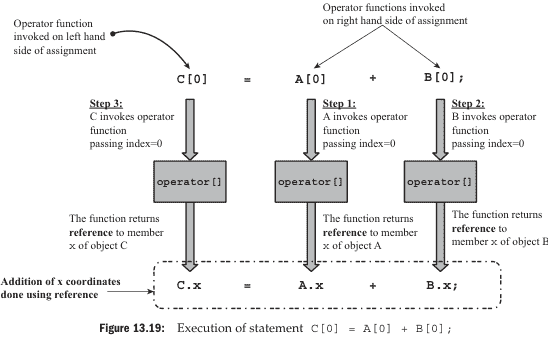 Operator function
invoked on left hand
side of assignment
Operator functions invoked
on right hand side of assignment
C[0] = A[0] + B[0];
Step 3:
C invokes operator
function
passing index=0
Step 1:
A invokes operator
function
passing index=0
Step 2:
B invokes operator
function
passing index=0
operator[] operator[] operator[]
The function returns
reference to member
x of object C
The function returns
reference to member
x of object A
The function returns
reference to
member x of object B
Addition of x coordinates
done using reference
C.x = A.x + B.x;
Figure 13.19: Execution of statement C[0] = A[0] + B[0];